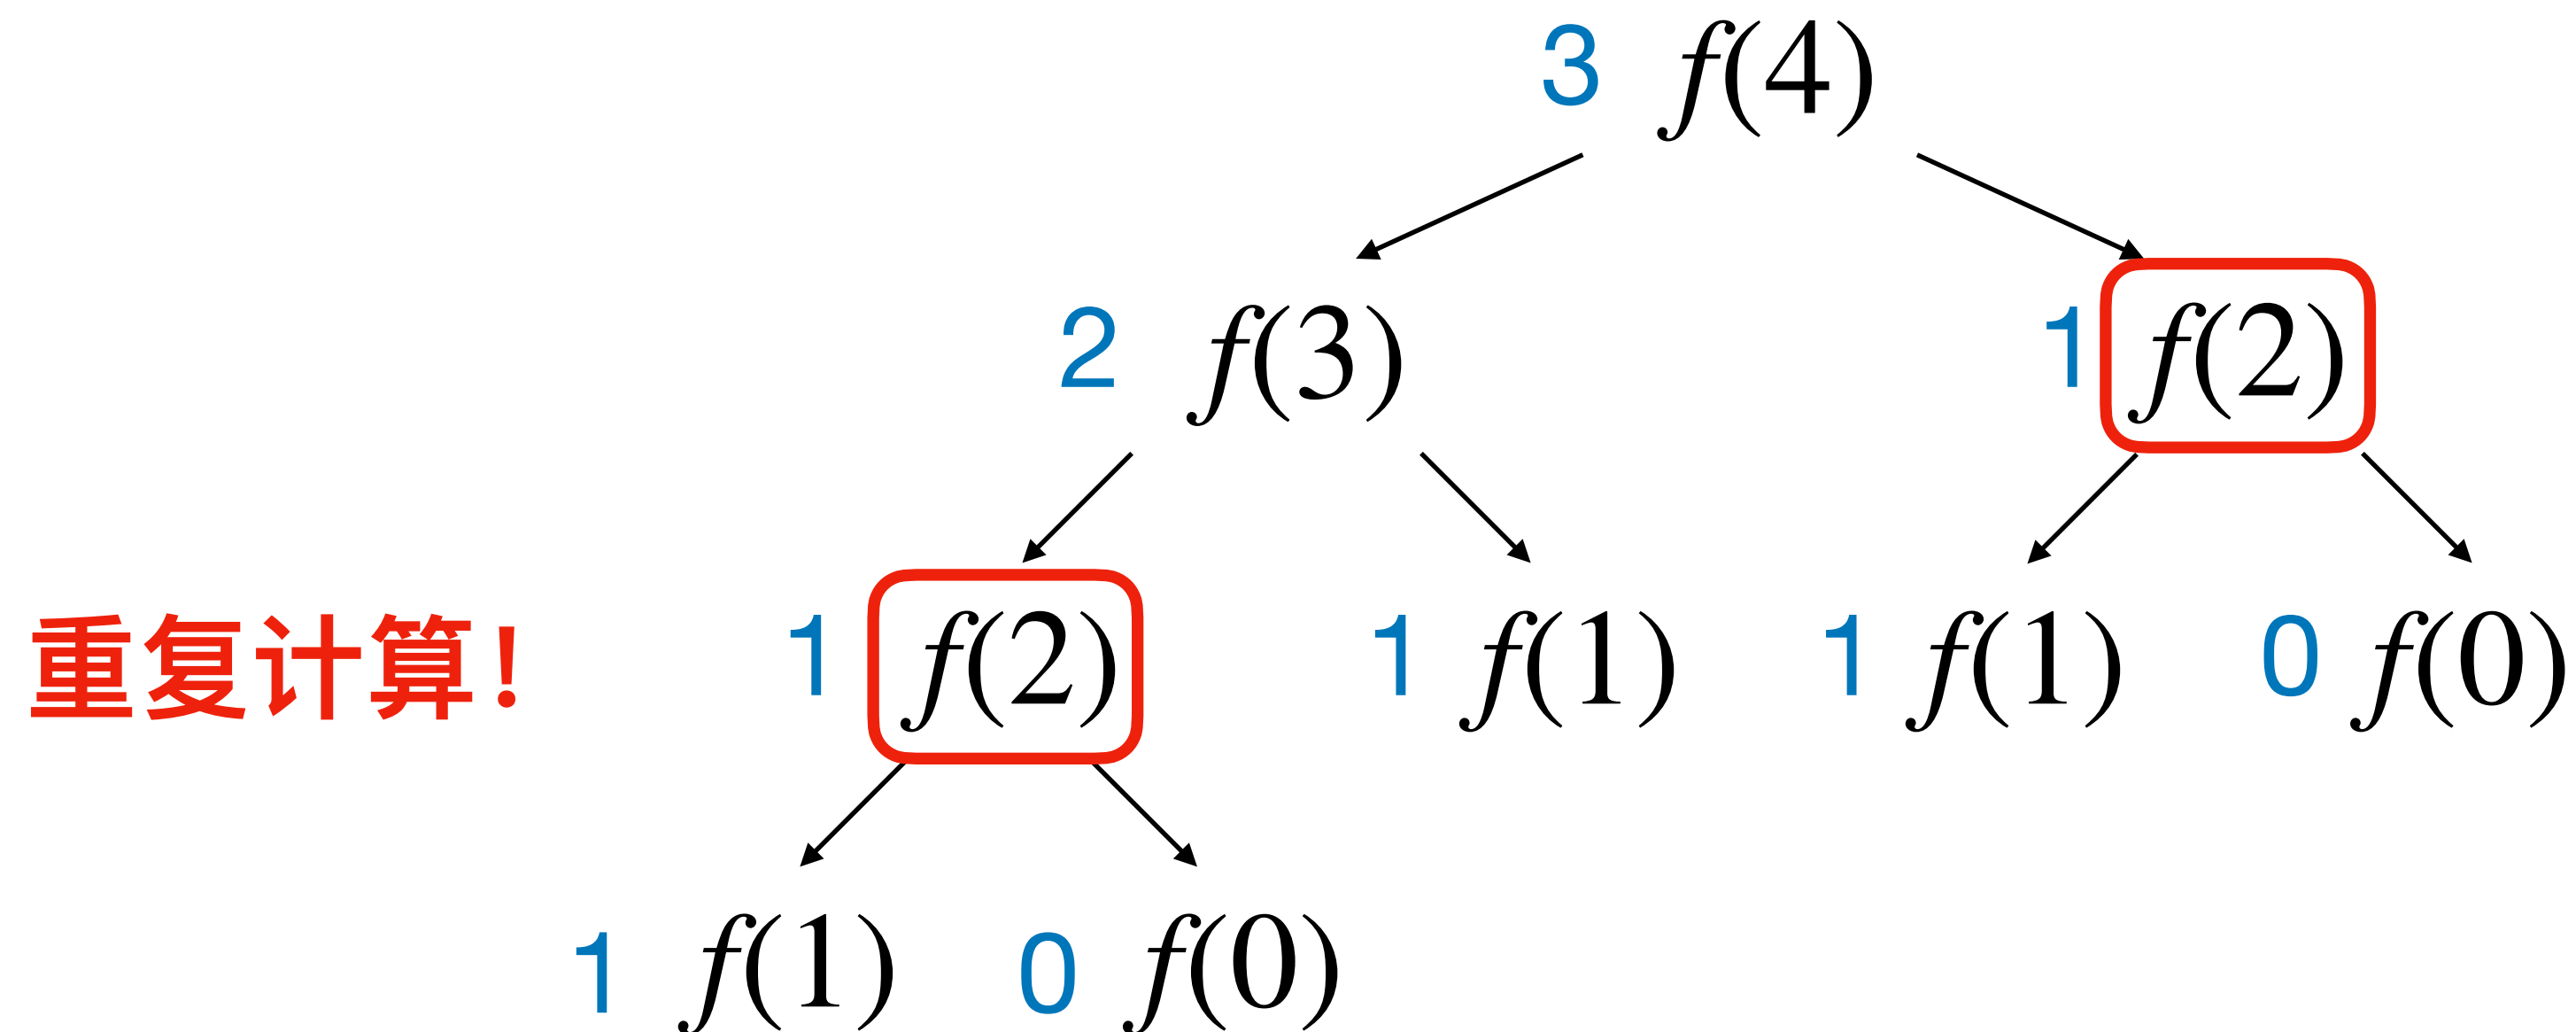 3 f(4)
2 f(3) 1 f(2)
重复计算！ 1 f(2) 1 f(1) 1 f(1) 0 f(0)
1 f(1) 0 f(0)